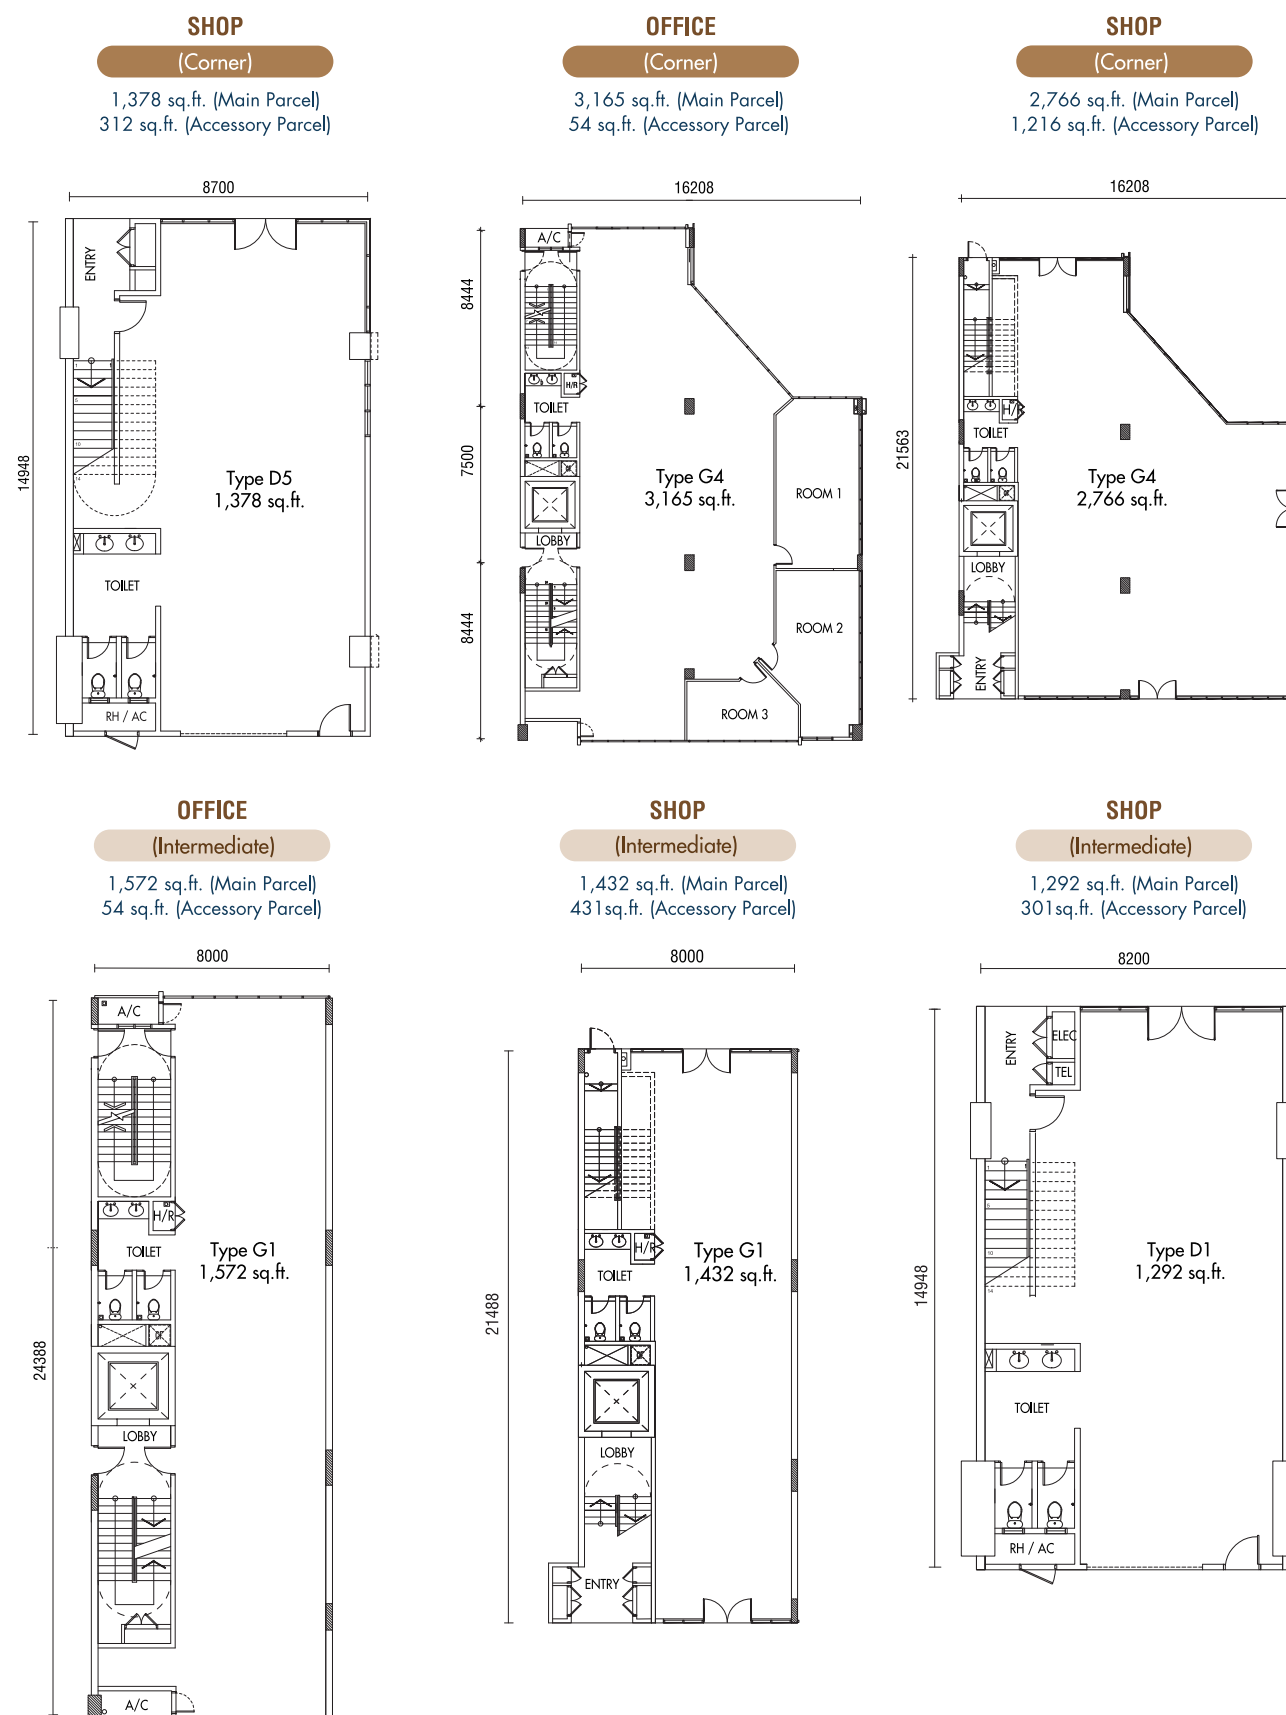 SHOP
(Corner)
1,378 sq.ft. (Main Parcel)
312 sq.ft. (Accessory Parcel)
8700
14948
ENTRY
1
5
10
14
Type D5
1,378 sq.ft.
TOILET
RH / AC
OFFICE
(Corner)
3,165 sq.ft. (Main Parcel)
54 sq.ft. (Accessory Parcel)
16208
8444
7500
8444
A/C
H/R
TOILET
Type G4
3,165 sq.ft.
LOBBY
ROOM 1
ROOM 2
ROOM 3
SHOP
(Corner)
2,766 sq.ft. (Main Parcel)
1,216 sq.ft. (Accessory Parcel)
16208
21563
H/R
TOILET
Type G4
2,766 sq.ft.
LOBBY
ENTRY
OFFICE
(Intermediate)
1,572 sq.ft. (Main Parcel)
54 sq.ft. (Accessory Parcel)
8000
24388
A/C
H/R
TOILET
Type G1
1,572 sq.ft.
LOBBY
A/C
SHOP
(Intermediate)
1,432 sq.ft. (Main Parcel)
431sq.ft. (Accessory Parcel)
8000
21488
H/R
TOILET
Type G1
1,432 sq.ft.
LOBBY
ENTRY
SHOP
(Intermediate)
1,292 sq.ft. (Main Parcel)
301sq.ft. (Accessory Parcel)
8200
14948
ENTRY
ELEC
TEL
1
5
10
14
Type D1
1,292 sq.ft.
TOILET
RH / AC